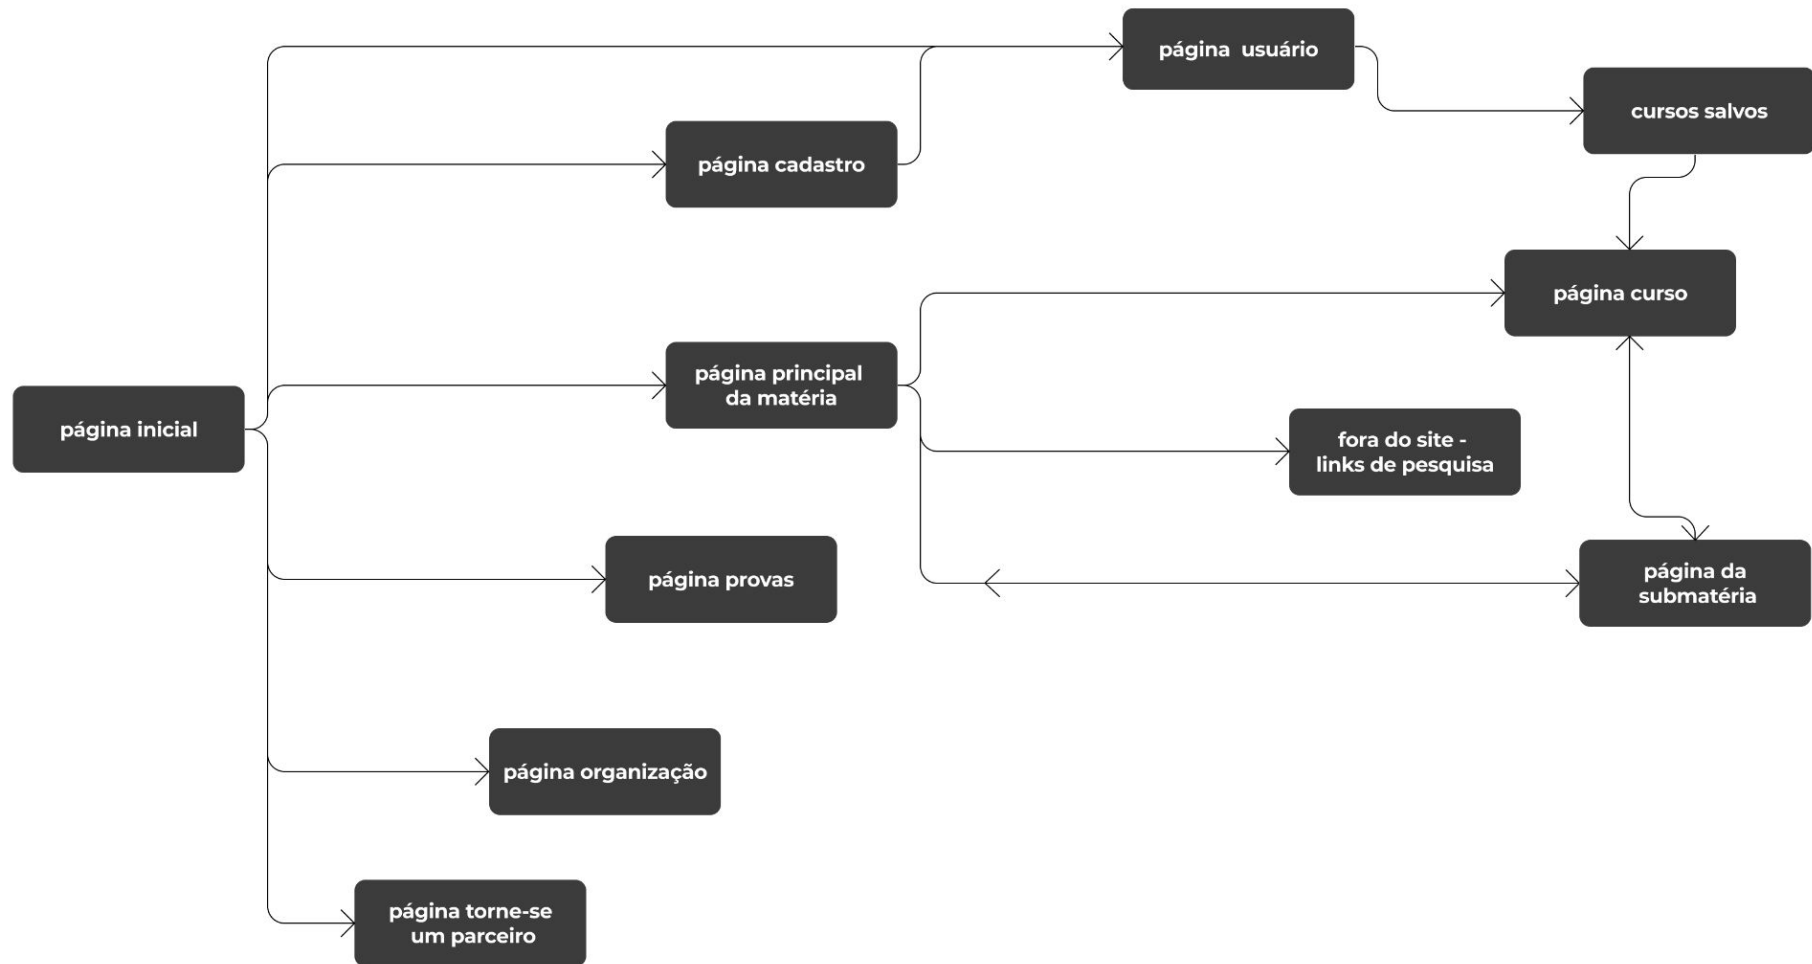 página usuário
cursos salvos
página cadastro
página curso
página principal
da matéria
página inicial
fora do site -
links de pesquisa
página provas
página da
submatéria
página organização
página torne-se
um parceiro